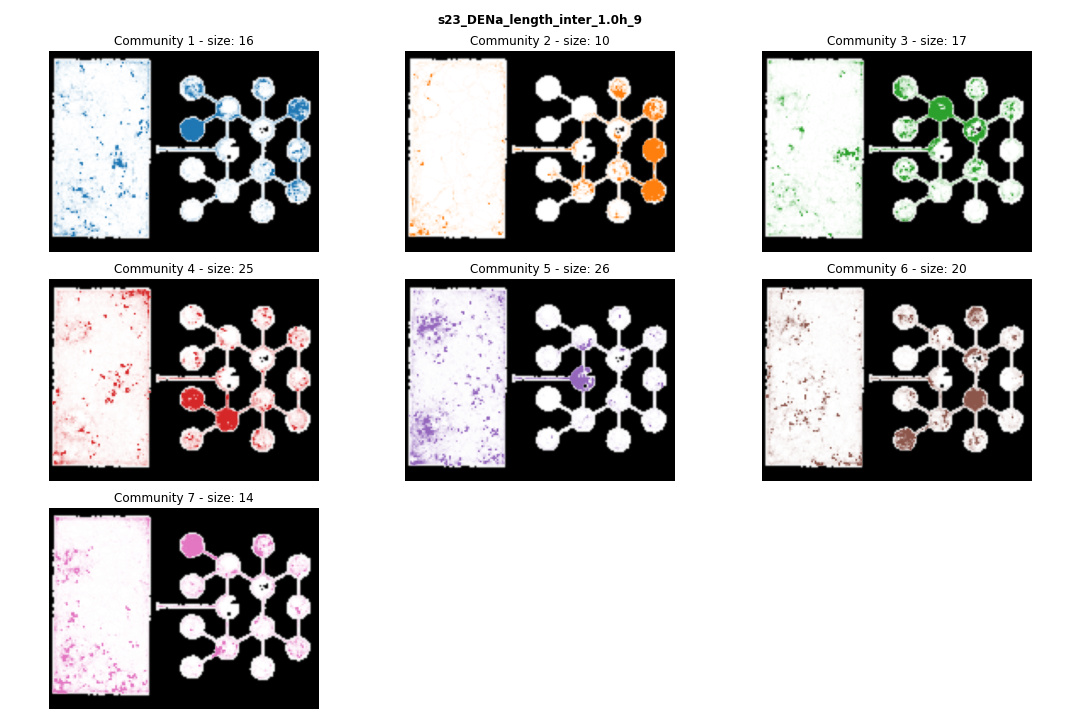 s23_DENa_length_inter_1.0h_9
Community 1 - size: 16
Community 2 - size: 10
Community 3 - size: 17
Community 4 - size: 25
Community 5 - size: 26
Community 6 - size: 20
Community 7 - size: 14